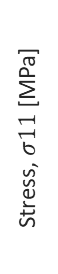 Stress, σ11 [MPa]